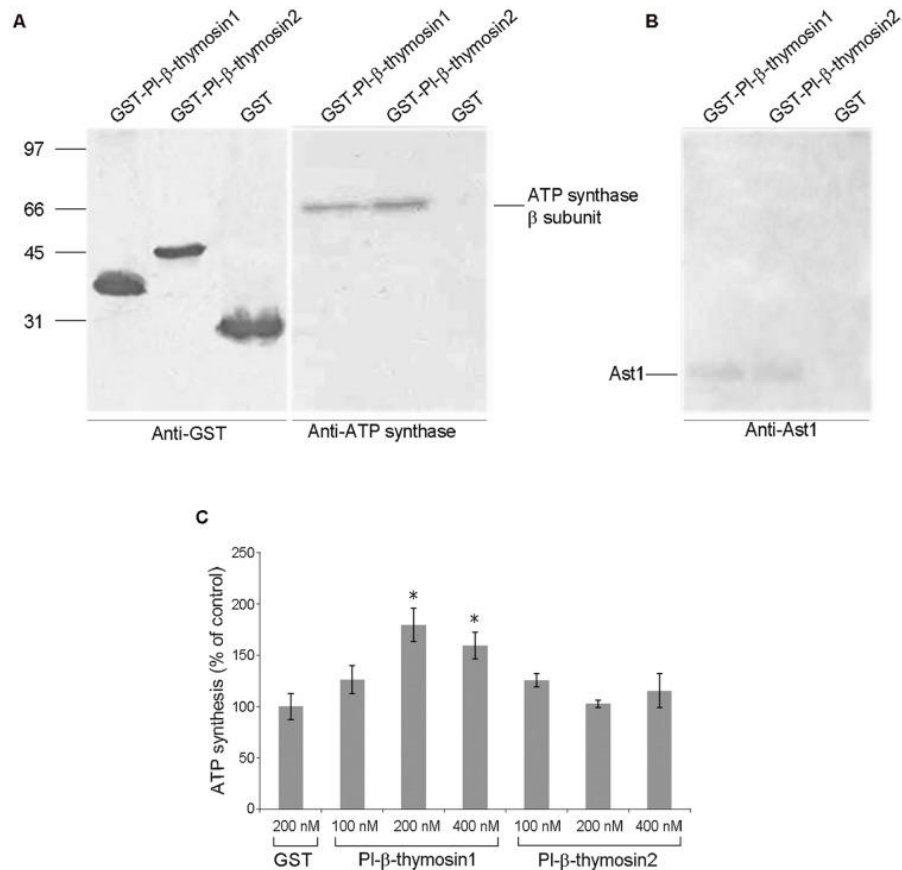 A
GST-Pl-β-thymosin1
GST-Pl-β-thymosin2
GST
GST-Pl-β-thymosin1
GST-Pl-β-thymosin2
GST
97
66
45
31
ATP synthase
β subunit
Anti-GST
Anti-ATP synthase
B
GST-Pl-β-thymosin1
GST-Pl-β-thymosin2
GST
Ast1
Anti-Ast1
C
ATP synthesis (% of control)
250
200
150
100
50
0
* *
200 nM 100 nM 200 nM 400 nM 100 nM 200 nM 400 nM
GST Pl-β-thymosin1 Pl-β-thymosin2